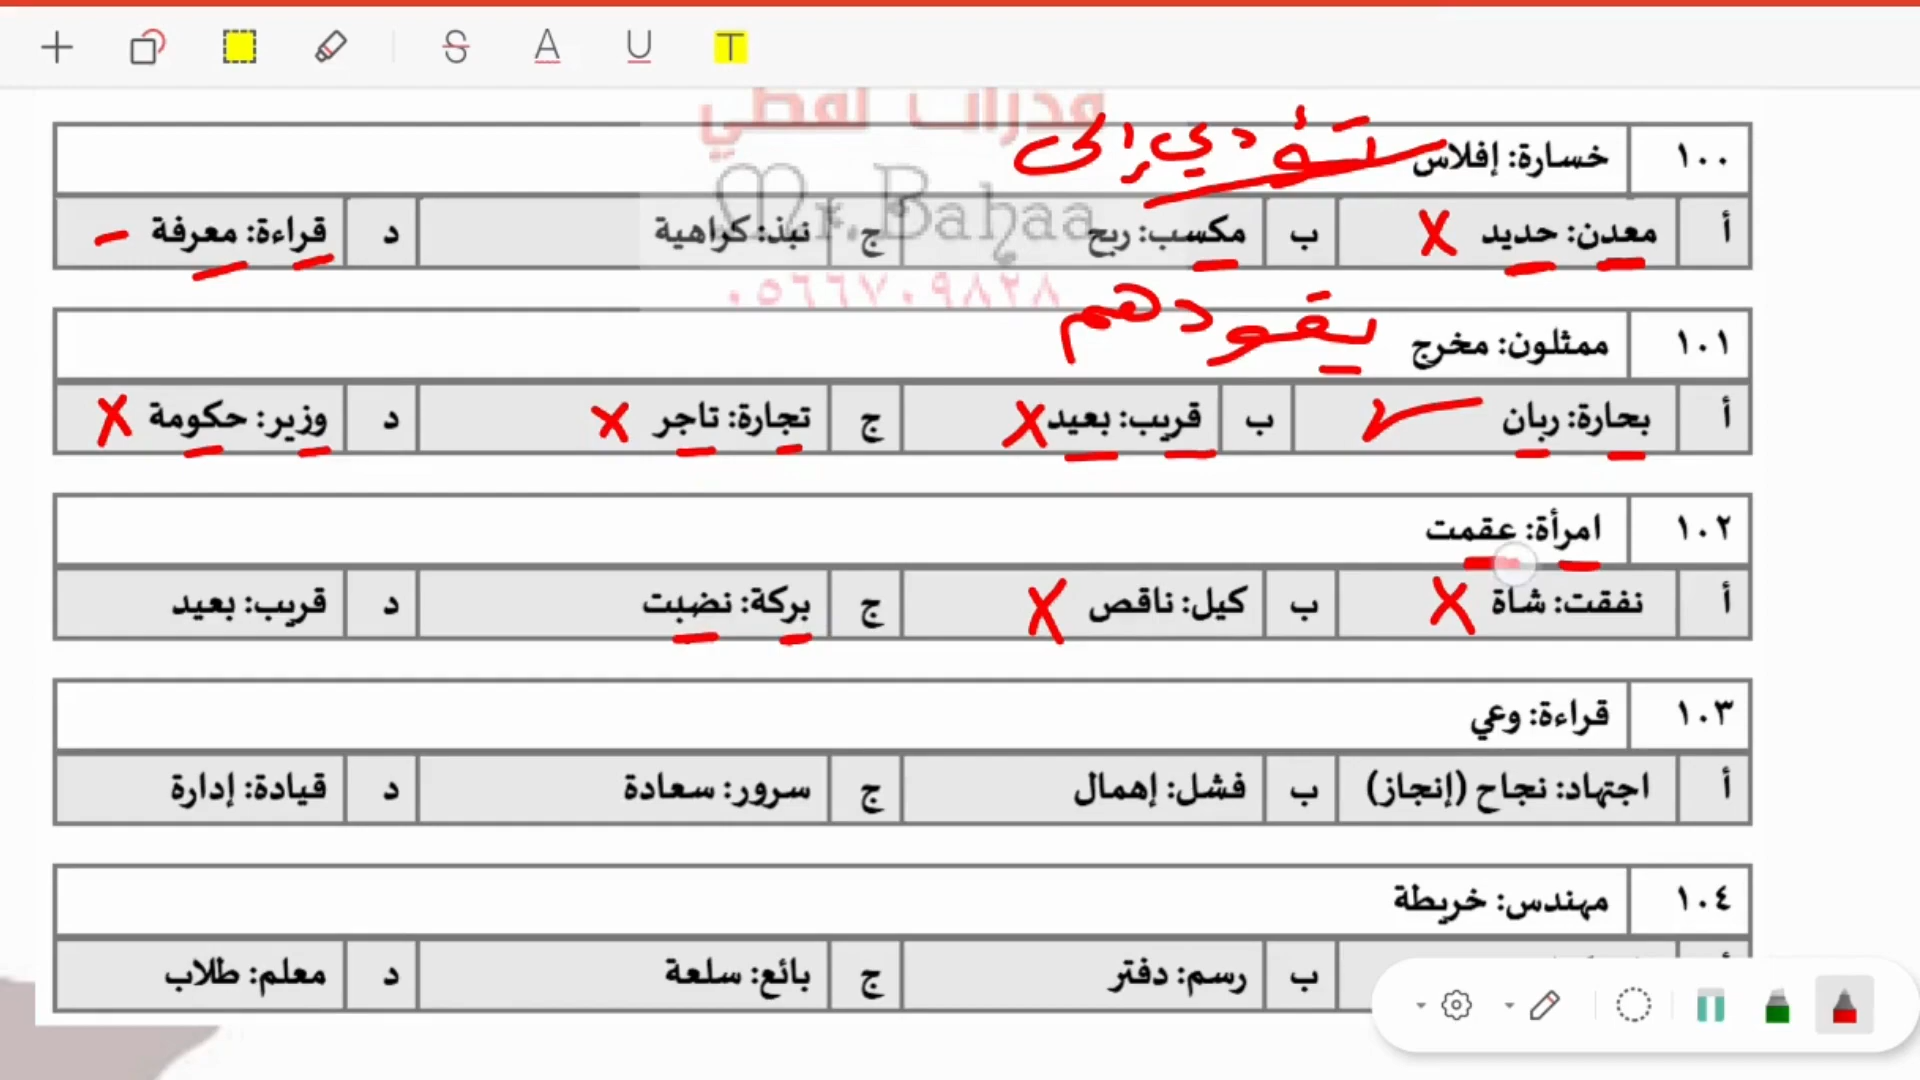 قدرات لفظي
Mr.Bahaa
٠٥٦٦٧٠٩٨٢٨
١٠٠ خسارة: إفلاس تؤدي إلى
أ معدن: حديد ب مكسب: ربح ج نبذ: كراهية د قراءة: معرفة
١٠١ ممثلون: مخرج يقودهم
أ بحارة: ربان ب قريب: بعيد ج تجارة: تاجر د وزير: حكومة
١٠٢ امرأة: عقمت
أ نفقت: شاة ب كيل: ناقص ج بركة: نضبت د قريب: بعيد
١٠٣ قراءة: وعي
أ اجتهاد: نجاح (إنجاز) ب فشل: إهمال ج سرور: سعادة د قيادة: إدارة
١٠٤ مهندس: خريطة
ب رسم: دفتر ج بائع: سلعة د معلم: طلاب